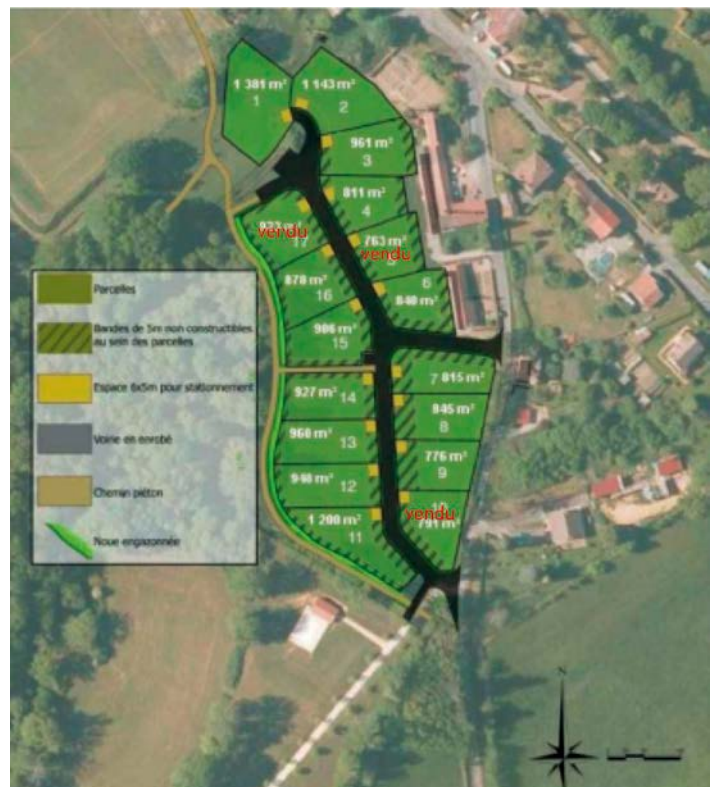 1 381 m²
1
1 143 m²
2
961 m²
3
811 m²
4
vendu
17
763 m²
vendu
6
840 m²
878 m²
16
986 m²
15
7 815 m²
927 m²
14
845 m²
8
960 m²
13
776 m²
9
940 m²
12
1 200 m²
11
vendu
791 m²
Parcelles
Bandes de 5m non constructibles
au sein des parcelles
Espace 6x5m pour stationnement
Voirie en enrobé
Chemin piéton
Noue engazonnée
N